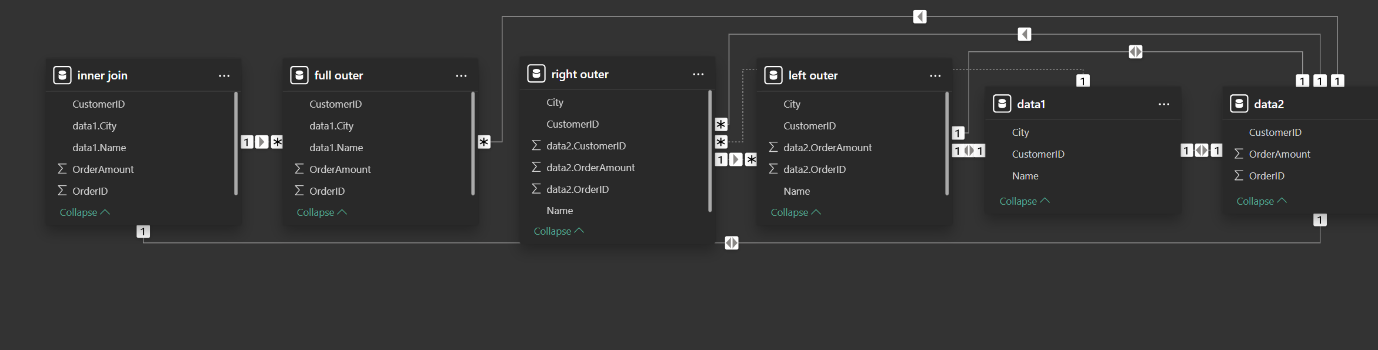 inner join
CustomerID
data1.City
data1.Name
OrderAmount
OrderID
Collapse
1
*
1
full outer
CustomerID
data1.City
data1.Name
OrderAmount
OrderID
Collapse
*
right outer
City
CustomerID
data2.CustomerID
data2.OrderAmount
data2.OrderID
Name
Collapse
*
*
1
*
left outer
City
CustomerID
data2.OrderAmount
data2.OrderID
Name
Collapse
1
1
1
1
data1
City
CustomerID
Name
Collapse
1
1
1
1
1
data2
CustomerID
OrderAmount
OrderID
Collapse
1